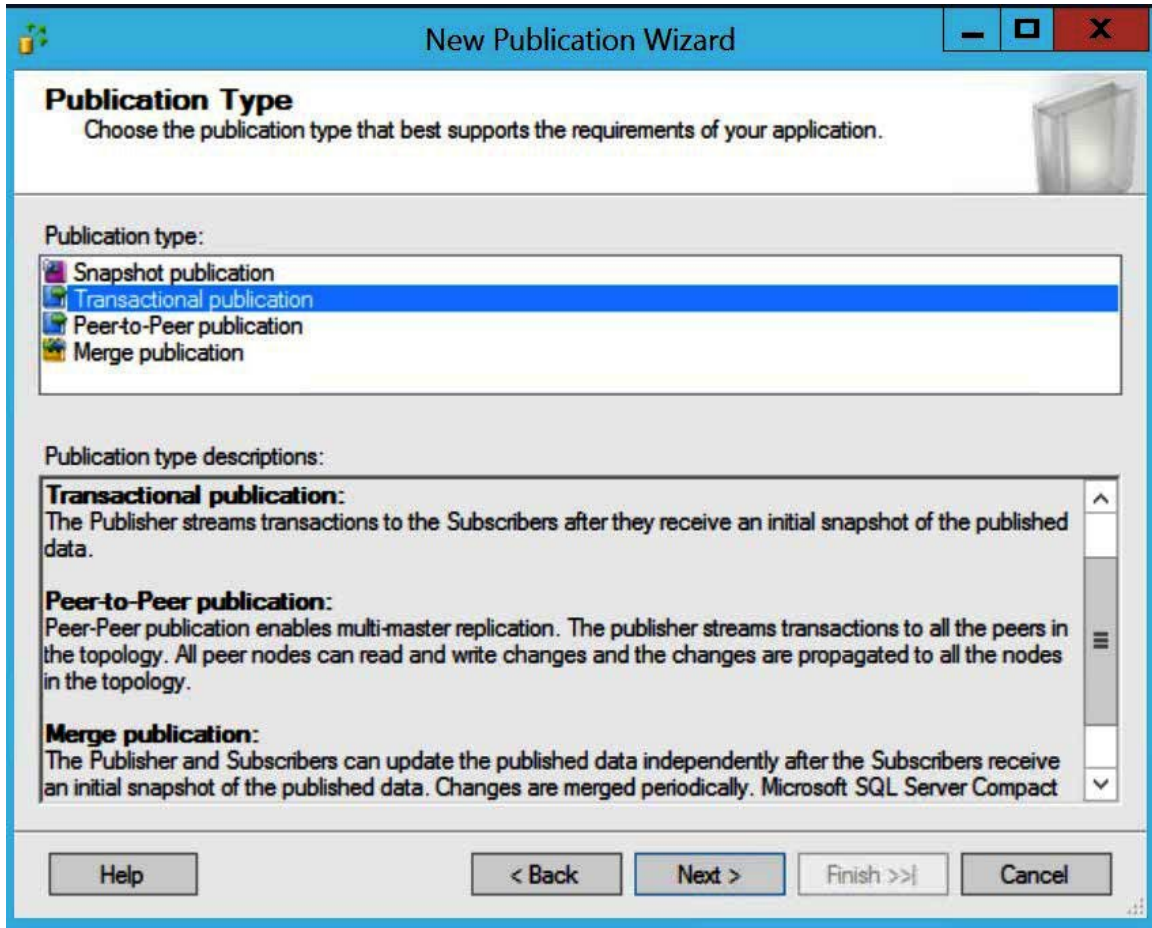 New Publication Wizard
Publication Type
Choose the publication type that best supports the requirements of your application.
Publication type:
Snapshot publication
Transactional publication
Peer-to-Peer publication
Merge publication
Publication type descriptions:
Transactional publication:
The Publisher streams transactions to the Subscribers after they receive an initial snapshot of the published
data.
Peer-to-Peer publication:
Peer-Peer publication enables multi-master replication. The publisher streams transactions to all the peers in
the topology. All peer nodes can read and write changes and the changes are propagated to all the nodes
in the topology.
Merge publication:
The Publisher and Subscribers can update the published data independently after the Subscribers receive
an initial snapshot of the published data. Changes are merged periodically. Microsoft SQL Server Compact
Help < Back Next > Finish >>| Cancel